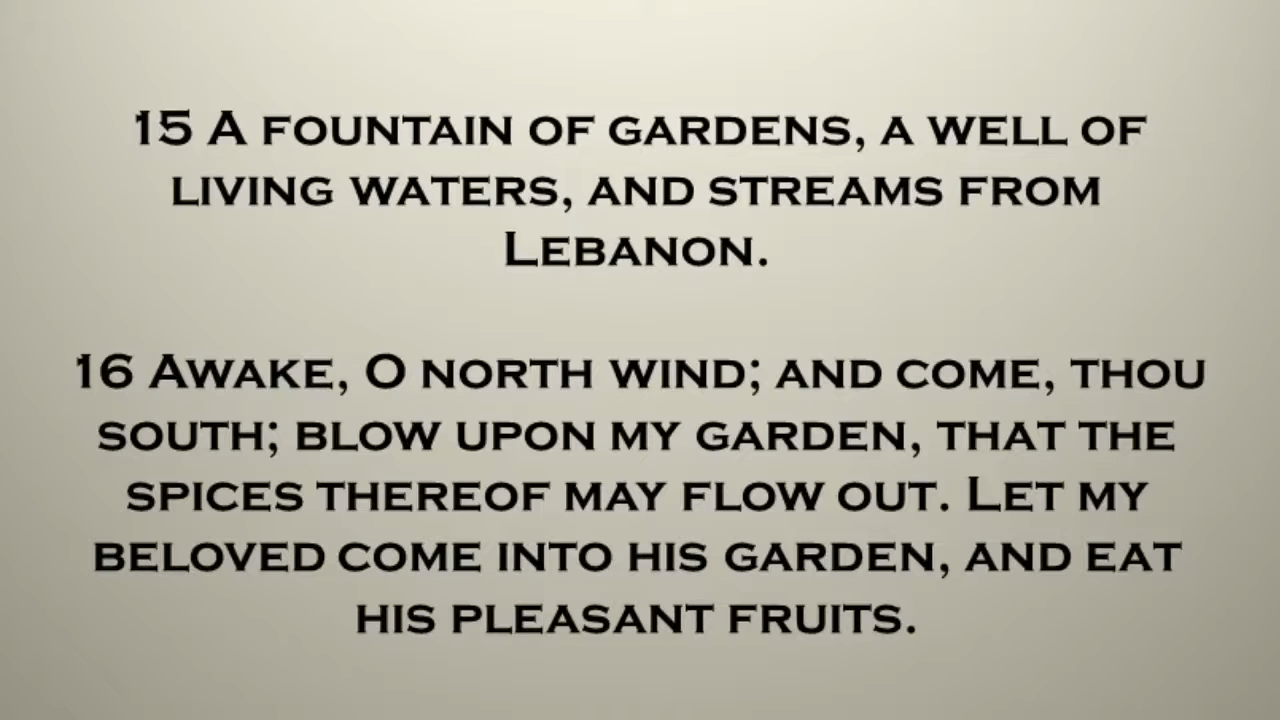 15 A fountain of gardens, a well of
living waters, and streams from
Lebanon.
16 Awake, O north wind; and come, thou
south; blow upon my garden, that the
spices thereof may flow out. Let my
beloved come into his garden, and eat
his pleasant fruits.